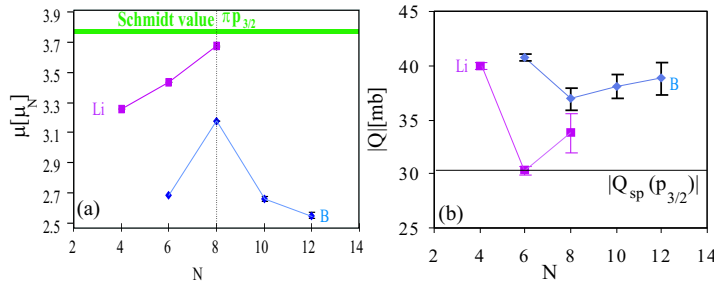 Schmidt value πp3/2
3.9
3.7
3.5
3.3
3.1
2.9
2.7
2.5
μ[μN]
Li
B
(a)
2 4 6 8 10 12 14
N
45
40
35
30
25
|Q|[mb]
Li
B
|Qsp (p3/2)|
(b)
2 4 6 8 10 12 14
N